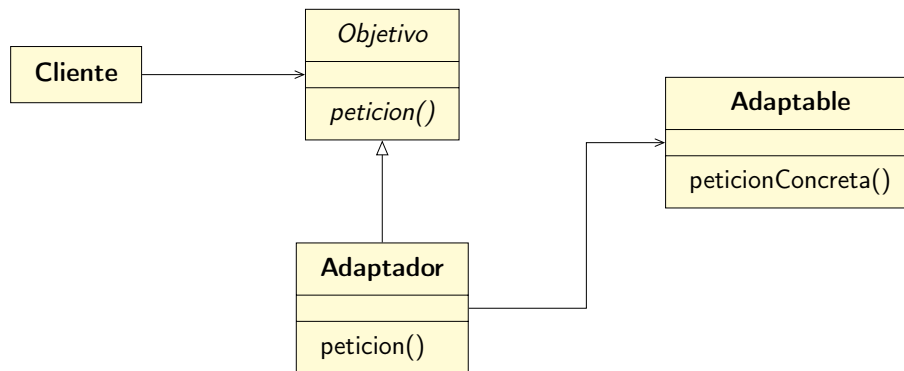 Objetivo
peticion()
Cliente
Adaptable
peticionConcreta()
Adaptador
peticion()